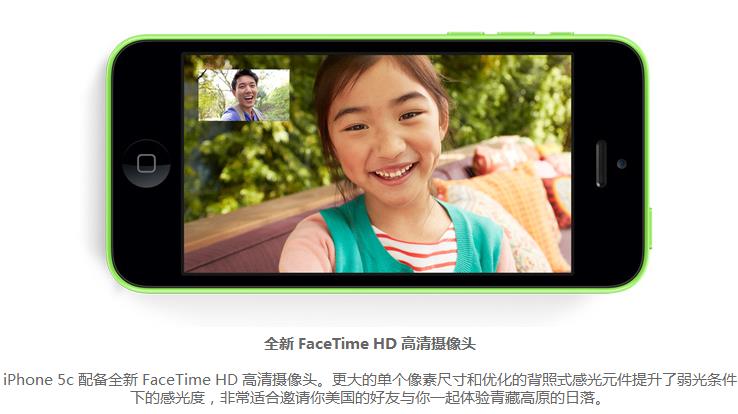 全新 FaceTime HD 高清摄像头
iPhone 5c 配备全新 FaceTime HD 高清摄像头。更大的单个像素尺寸和优化的背照式感光元件提升了弱光条件
下的感光度，非常适合邀请你美国的好友与你一起体验青藏高原的日落。